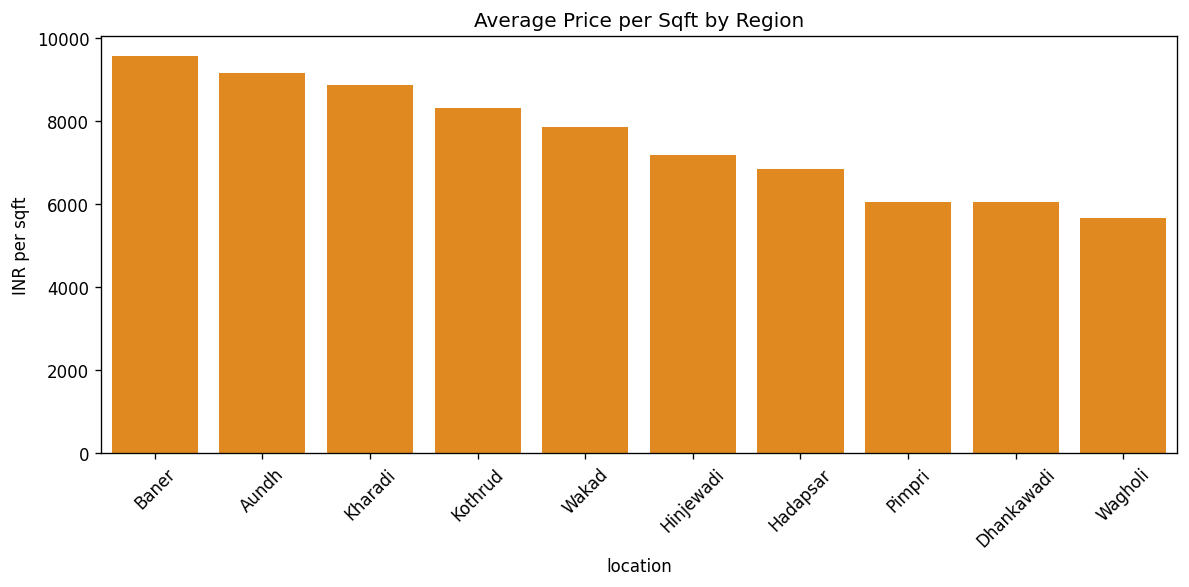 Average Price per Sqft by Region
INR per sqft
10000
8000
6000
4000
2000
0
Baner
Aundh
Kharadi
Kothrud
Wakad
Hinjewadi
Hadapsar
Pimpri
Dhankawadi
Wagholi
location